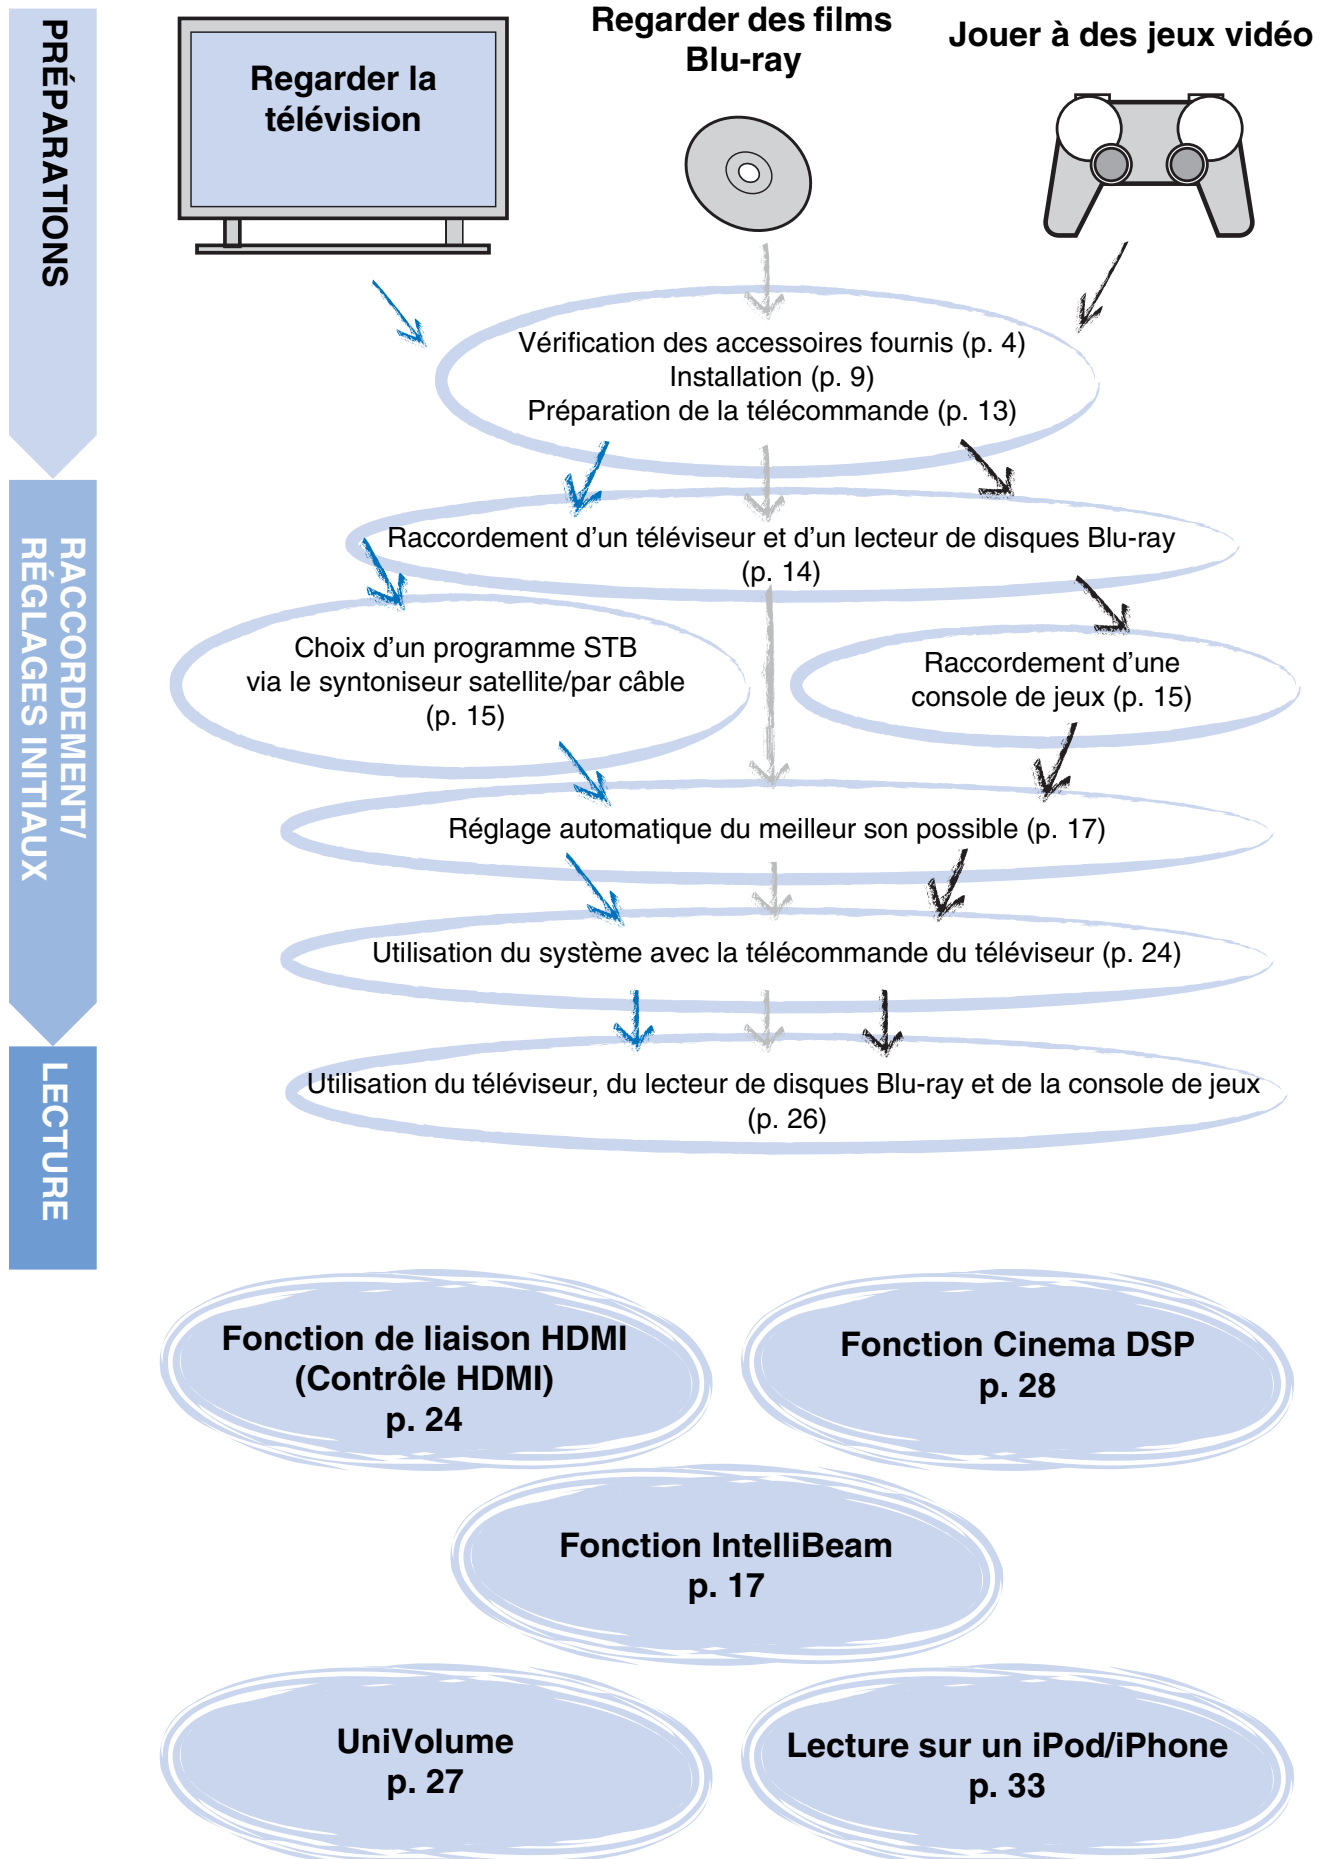 PRÉPARATIONS
Regarder la
télévision
Regarder des films
Blu-ray
Jouer à des jeux vidéo
Vérification des accessoires fournis (p. 4)
Installation (p. 9)
Préparation de la télécommande (p. 13)
RACCORDEMENT/
RÉGLAGES INITIAUX
Raccordement d’un téléviseur et d’un lecteur de disques Blu-ray
(p. 14)
Choix d’un programme STB
via le syntoniseur satellite/par câble
(p. 15)
Raccordement d’une
console de jeux (p. 15)
Réglage automatique du meilleur son possible (p. 17)
Utilisation du système avec la télécommande du téléviseur (p. 24)
LECTURE
Utilisation du téléviseur, du lecteur de disques Blu-ray et de la console de jeux
(p. 26)
Fonction de liaison HDMI
(Contrôle HDMI)
p. 24
Fonction Cinema DSP
p. 28
Fonction IntelliBeam
p. 17
UniVolume
p. 27
Lecture sur un iPod/iPhone
p. 33